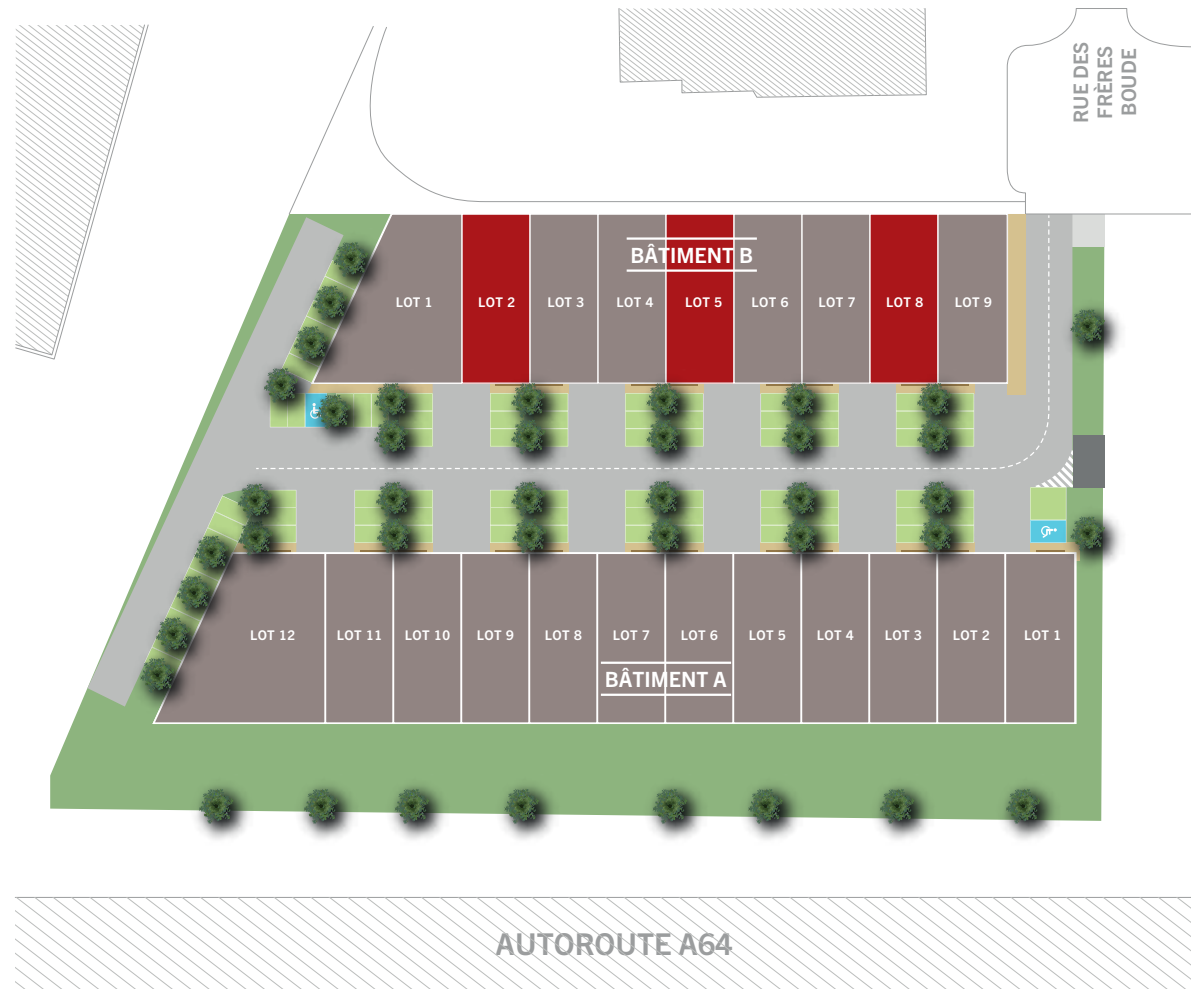 RUE DES
FRÈRES
BOUDE
BÂTIMENT B
LOT 1
LOT 2
LOT 3
LOT 4
LOT 5
LOT 6
LOT 7
LOT 8
LOT 9
LOT 12
LOT 11
LOT 10
LOT 9
LOT 8
LOT 7
LOT 6
LOT 5
LOT 4
LOT 3
LOT 2
LOT 1
BÂTIMENT A
AUTOROUTE A64